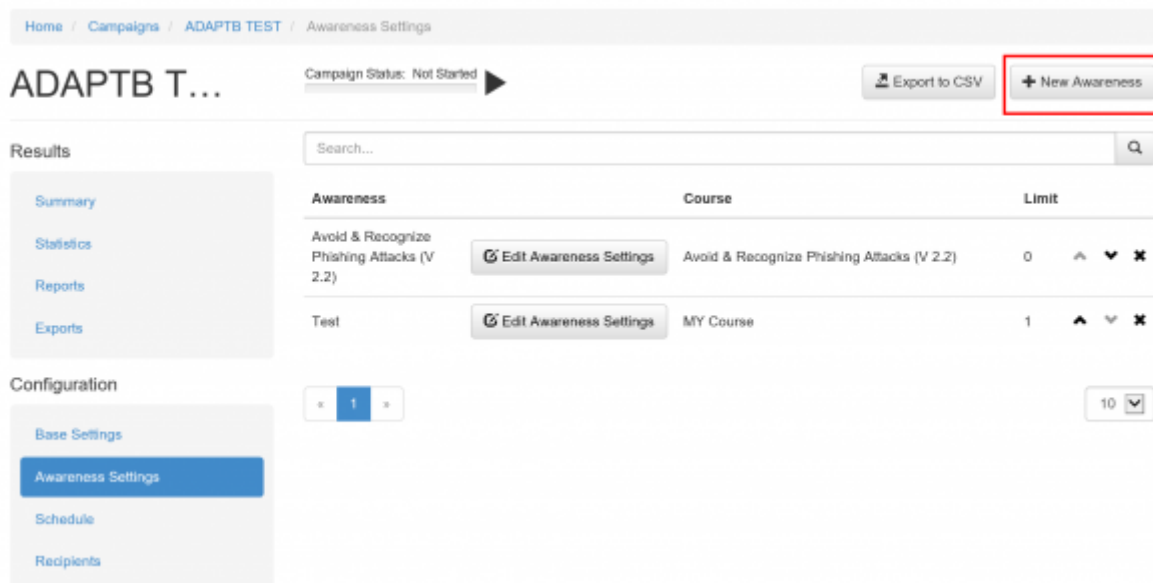 Home / Campaigns / ADAPTB TEST / Awareness Settings
ADAPTB T...
Campaign Status: Not Started
Export to CSV
+ New Awareness
Results
Summary
Statistics
Reports
Exports
Configuration
Base Settings
Awareness Settings
Schedule
Recipients
Search...
Awareness Course Limit
Avoid & Recognize
Phishing Attacks (V
2.2)
Edit Awareness Settings
Avoid & Recognize Phishing Attacks (V 2.2)
0
Test
Edit Awareness Settings
MY Course
1
« 1 »
10